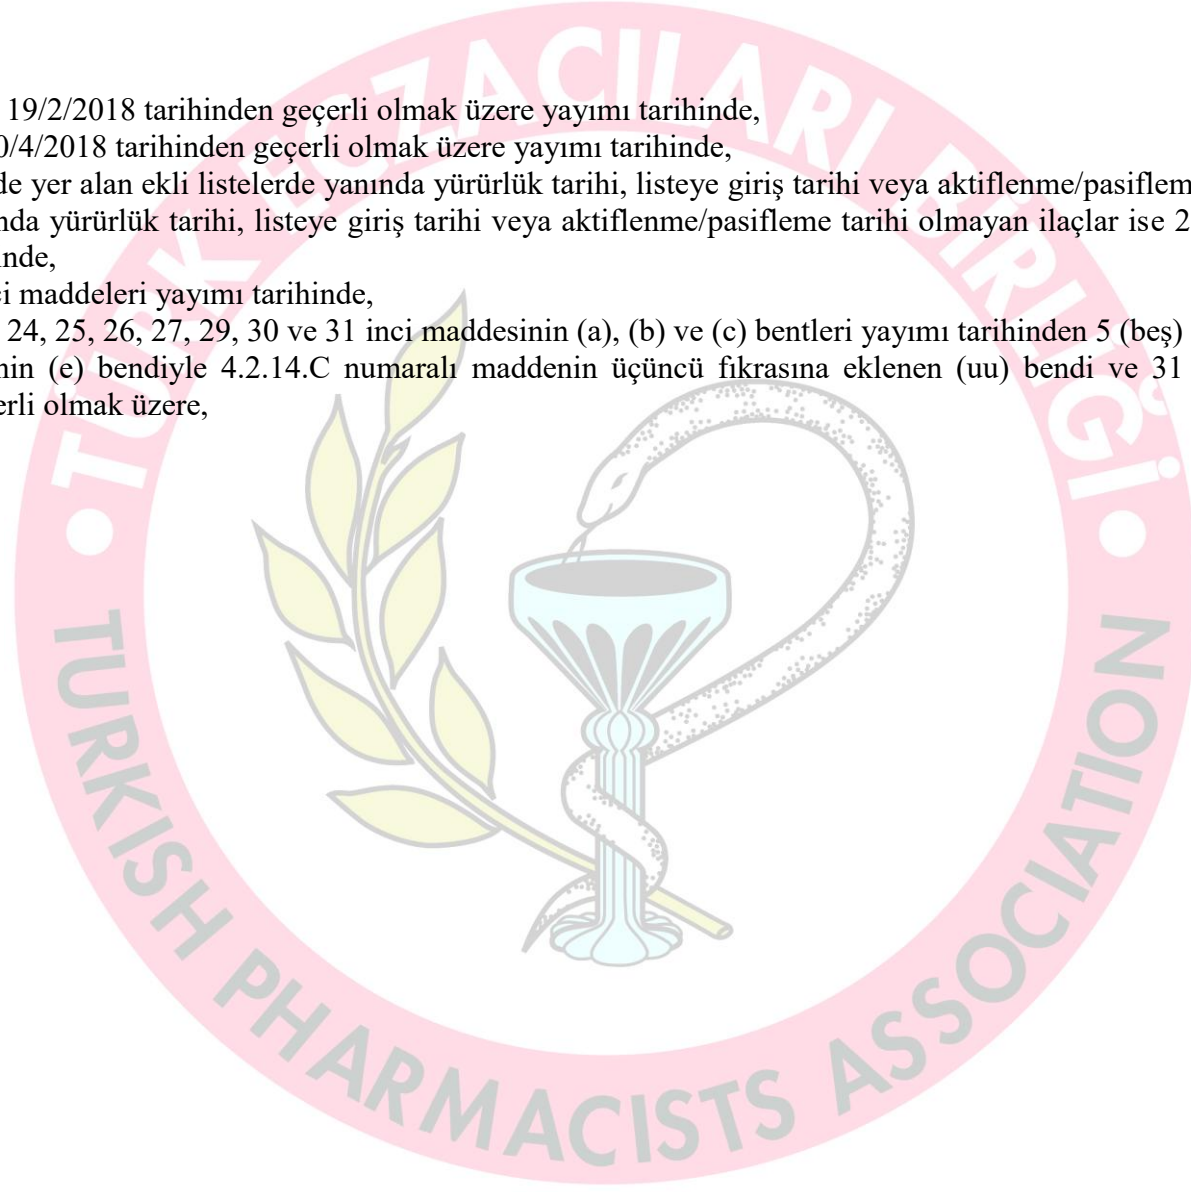 19/2/2018 tarihinden geçerli olmak üzere yayımı tarihinde,
0/4/2018 tarihinden geçerli olmak üzere yayımı tarihinde,
de yer alan ekli listelerde yanında yürürlük tarihi, listeye giriş tarihi veya aktiflenme/pasiflem
nda yürürlük tarihi, listeye giriş tarihi veya aktiflenme/pasifleme tarihi olmayan ilaçlar ise 2
inde,
ci maddeleri yayımı tarihinde,
24, 25, 26, 27, 29, 30 ve 31 inci maddesinin (a), (b) ve (c) bentleri yayımı tarihinden 5 (beş)
nin (e) bendiyle 4.2.14.C numaralı maddenin üçüncü fıkrasına eklenen (uu) bendi ve 31
erli olmak üzere,
TÜRK ECZACILARI BİRLİĞİ
TURKISH PHARMACISTS ASSOCIATION